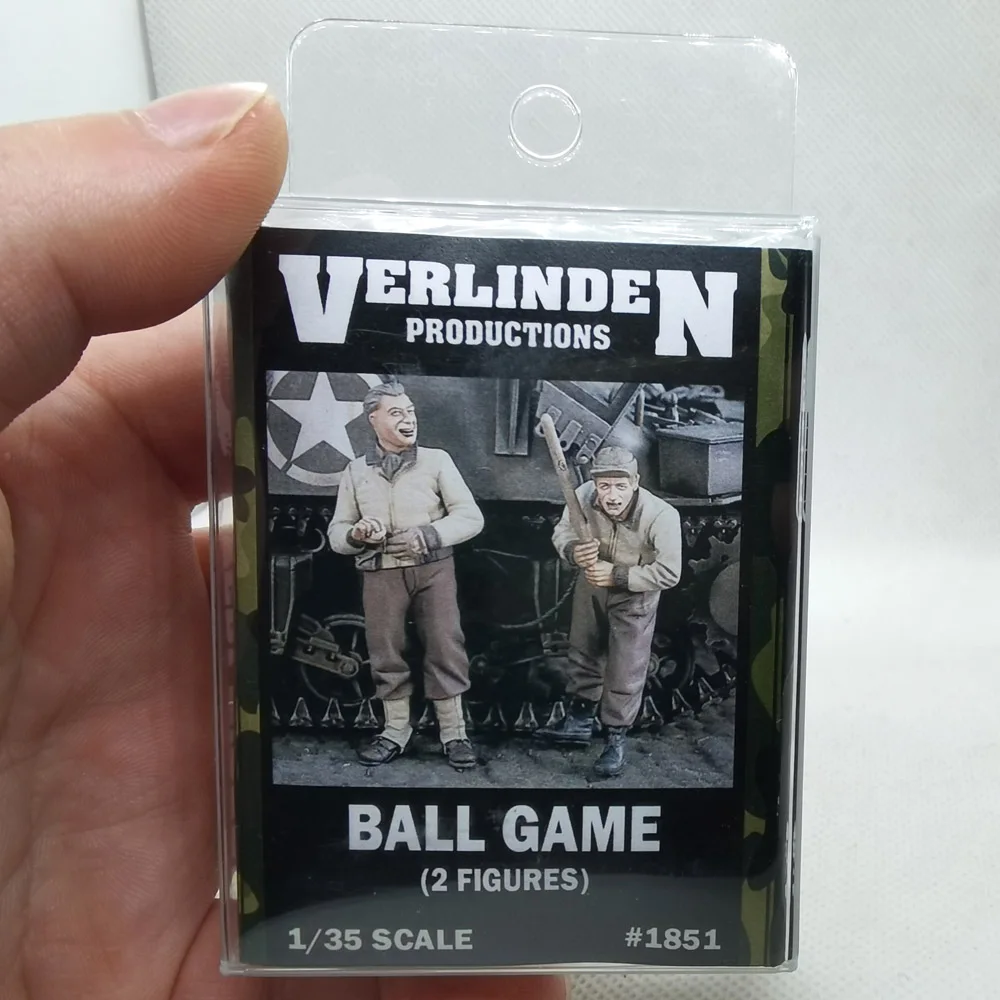 VERLINDEN
PRODUCTIONS
BALL GAME
(2 FIGURES)
1/35 SCALE
#1851